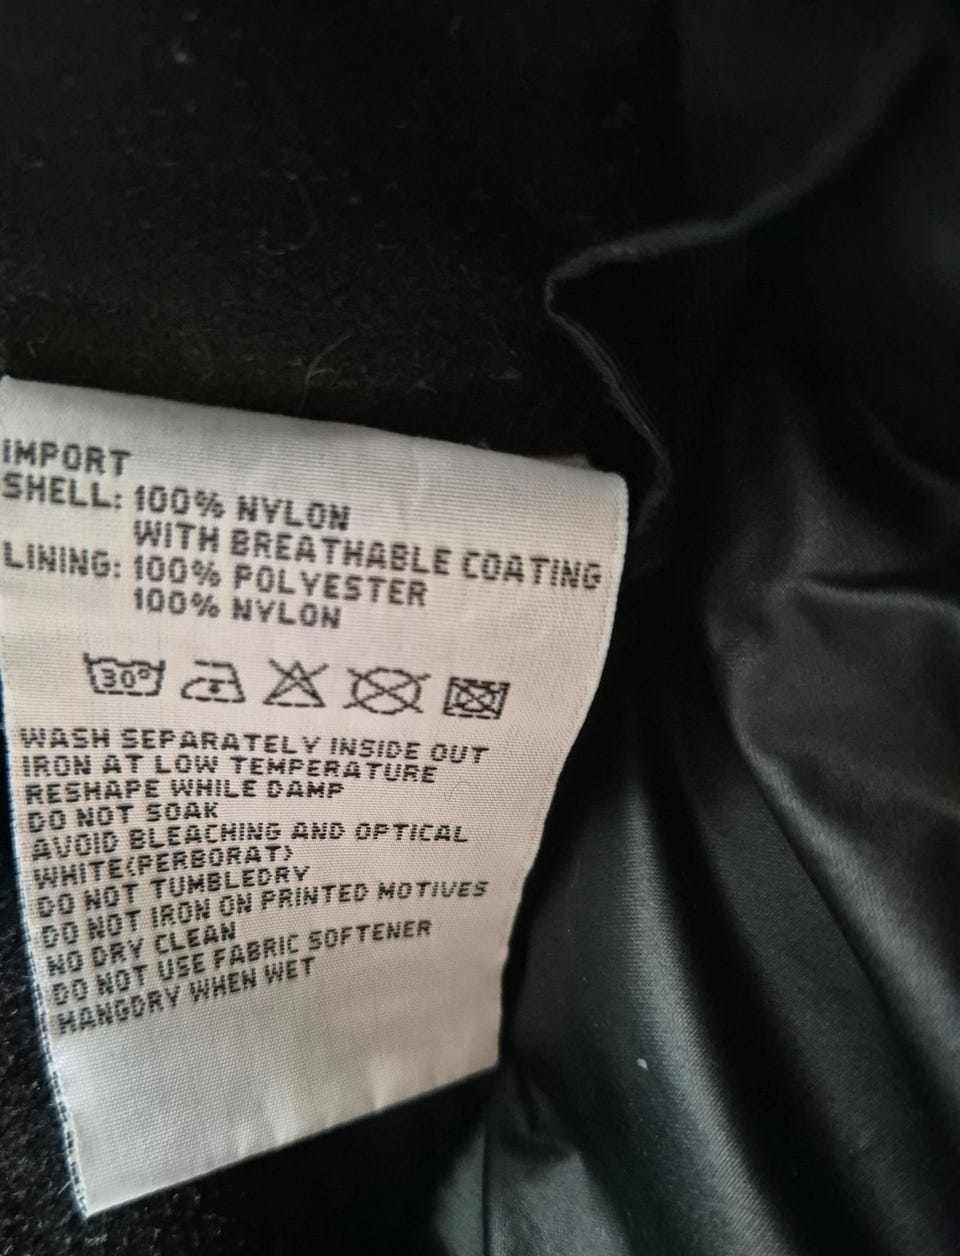 IMPORT
SHELL: 100% NYLON
WITH BREATHABLE COATING
LINING: 100% POLYESTER
100% NYLON
30°
WASH SEPARATELY INSIDE OUT
IRON AT LOW TEMPERATURE
RESHAPE WHILE DAMP
DO NOT SOAK
AVOID BLEACHING AND OPTICAL
WHITE(PERBORAT)
DO NOT TUMBLEDRY
DO NOT IRON ON PRINTED MOTIVES
NO DRY CLEAN
DO NOT USE FABRIC SOFTENER
HANGDRY WHEN WET